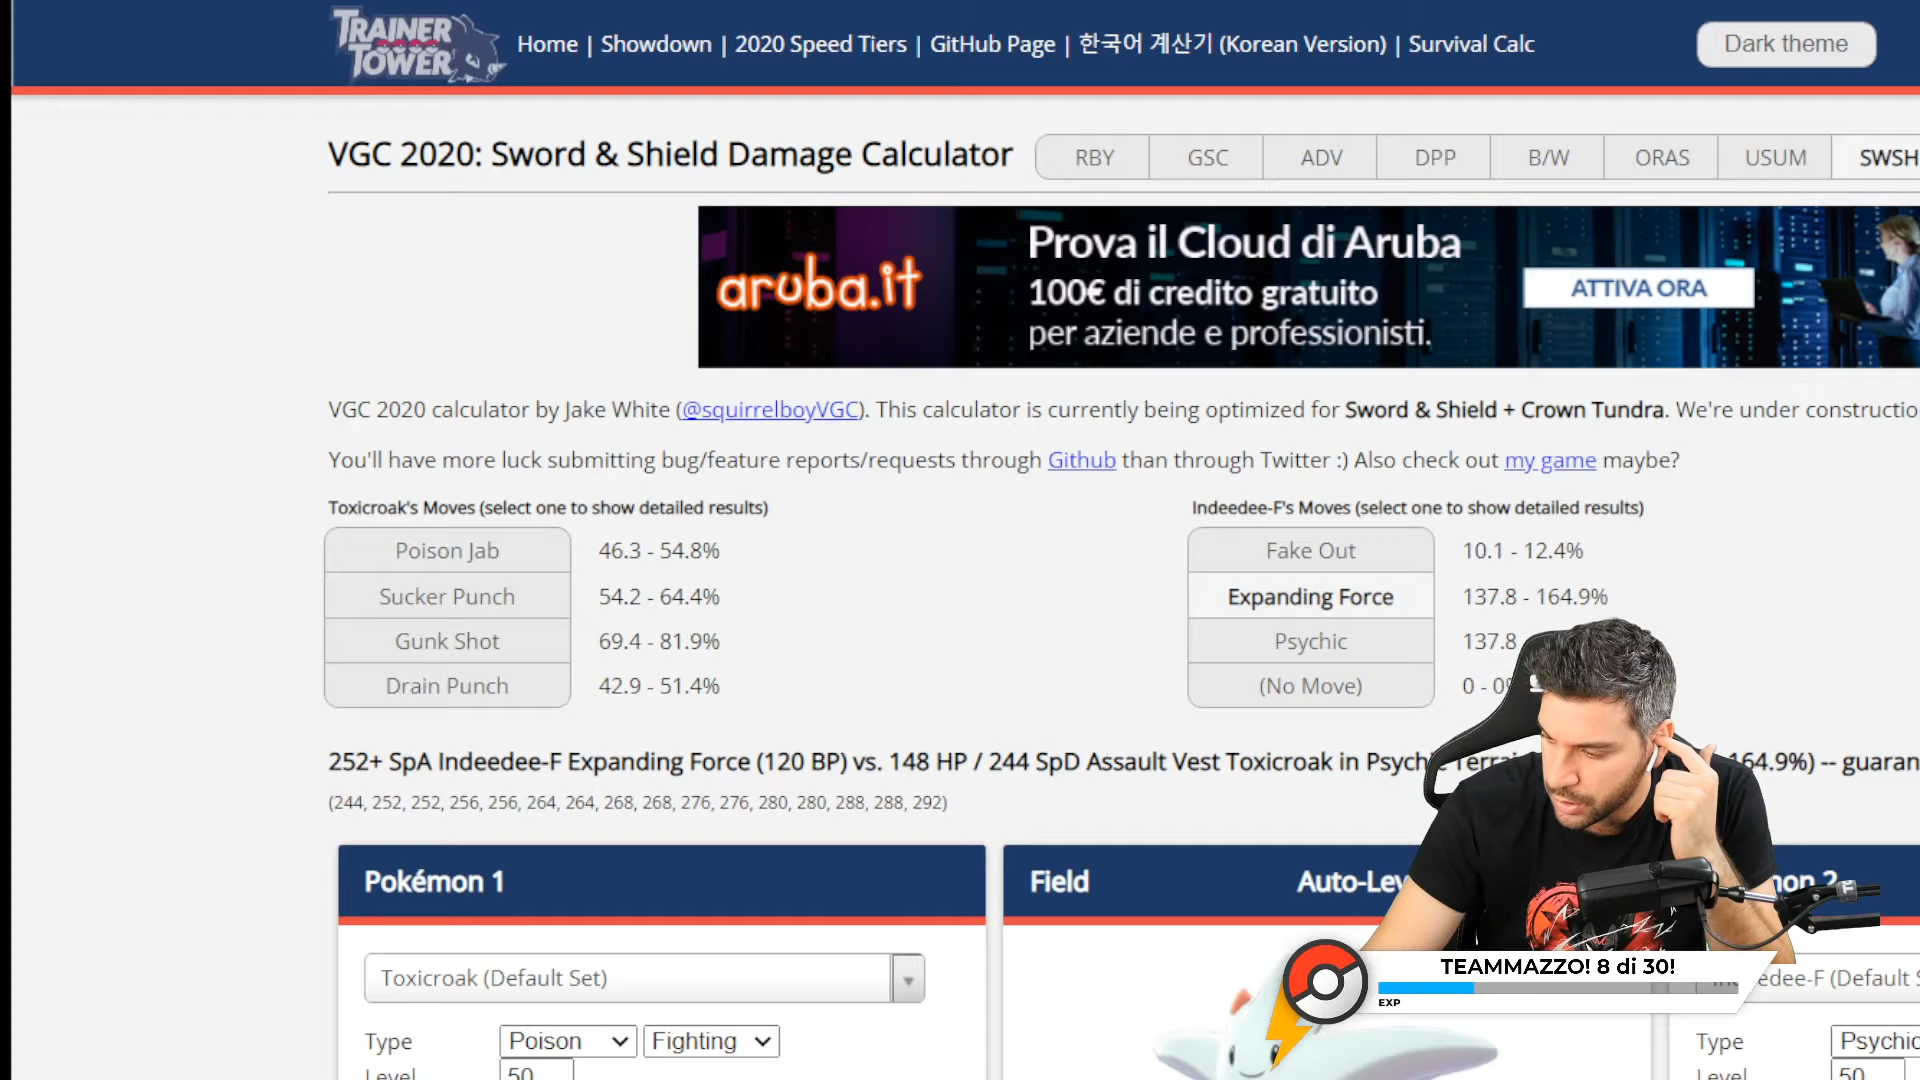 TRAINER TOWER
Home | Showdown | 2020 Speed Tiers | GitHub Page | 한국어 계산기 (Korean Version) | Survival Calc
Dark theme
VGC 2020: Sword & Shield Damage Calculator
RBY GSC ADV DPP B/W ORAS USUM SWSH
aruba.it
Prova il Cloud di Aruba
100€ di credito gratuito
per aziende e professionisti.
ATTIVA ORA
VGC 2020 calculator by Jake White (@squirrelboyVGC). This calculator is currently being optimized for Sword & Shield + Crown Tundra. We're under constructio
You'll have more luck submitting bug/feature reports/requests through Github than through Twitter :) Also check out my game maybe?
Toxicroak's Moves (select one to show detailed results)
Poison Jab 46.3 - 54.8%
Sucker Punch 54.2 - 64.4%
Gunk Shot 69.4 - 81.9%
Drain Punch 42.9 - 51.4%
Indeedee-F's Moves (select one to show detailed results)
Fake Out 10.1 - 12.4%
Expanding Force 137.8 - 164.9%
Psychic 137.8
(No Move) 0 - 0%
252+ SpA Indeedee-F Expanding Force (120 BP) vs. 148 HP / 244 SpD Assault Vest Toxicroak in Psychic Terrai 164.9%) -- guaran
(244, 252, 252, 256, 256, 264, 264, 268, 268, 276, 276, 280, 280, 288, 288, 292)
Pokémon 1
Toxicroak (Default Set)
Type Poison Fighting
Level 50
Field Auto-Lev
mon 2
edee-F (Default S
Type Psychic
Level 50
TEAMMAZZO! 8 di 30!
EXP